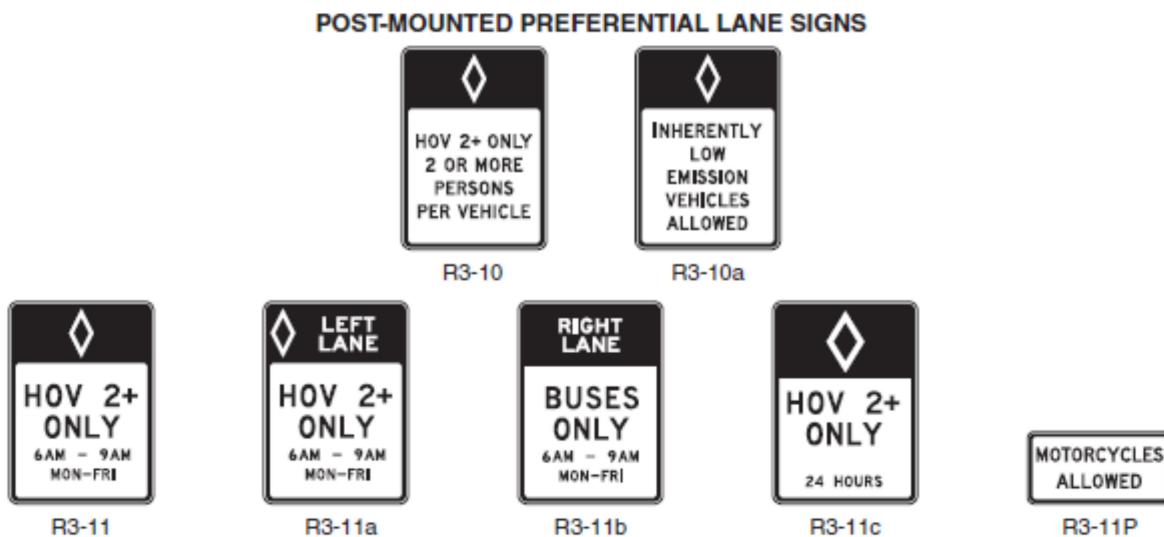 POST-MOUNTED PREFERENTIAL LANE SIGNS
HOV 2+ ONLY
2 OR MORE
PERSONS
PER VEHICLE
R3-10
INHERENTLY
LOW
EMISSION
VEHICLES
ALLOWED
R3-10a
HOV 2+
ONLY
6AM – 9AM
MON–FRI
R3-11
LEFT
LANE
HOV 2+
ONLY
6AM – 9AM
MON–FRI
R3-11a
RIGHT
LANE
BUSES
ONLY
6AM – 9AM
MON–FRI
R3-11b
HOV 2+
ONLY
24 HOURS
R3-11c
MOTORCYCLES
ALLOWED
R3-11P